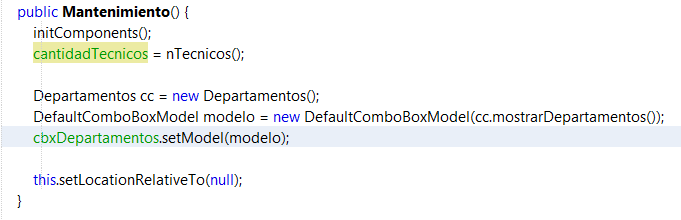 public Mantenimiento() {
initComponents();
cantidadTecnicos = nTecnicos();
Departamentos cc = new Departamentos();
DefaultComboBoxModel modelo = new DefaultComboBoxModel(cc.mostrarDepartamentos());
cbxDepartamentos.setModel(modelo);
this.setLocationRelativeTo(null);
}